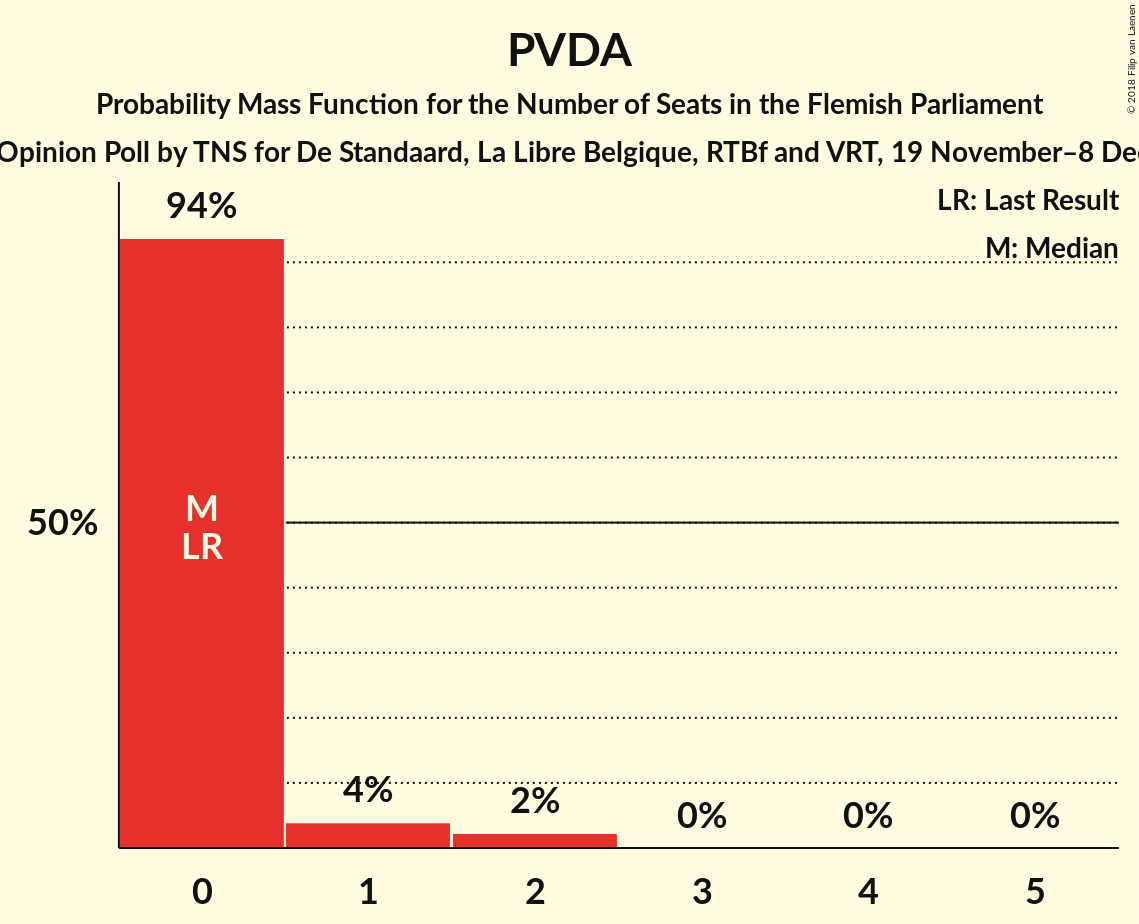 PVDA
Probability Mass Function for the Number of Seats in the Flemish Parliament
Opinion Poll by TNS for De Standaard, La Libre Belgique, RTBf and VRT, 19 November–8
© 2018 Filip van Laenen
LR: Last Result
M: Median
94%
M
LR
50%
4%
2%
0%
0%
0%
0
1
2
3
4
5